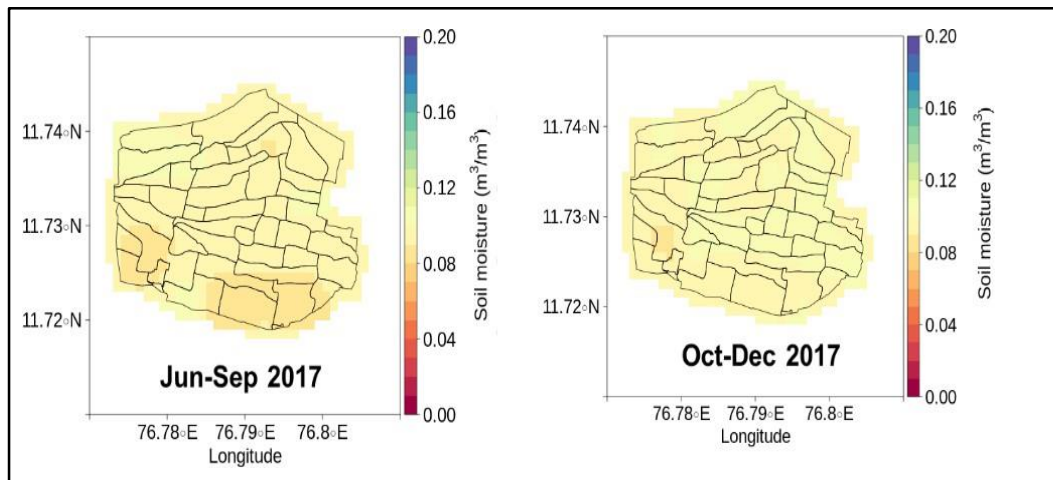 0.20
0.16
0.12
0.08
0.04
0.00
Soil moisture (m³/m³)
11.74◦N
11.73◦N
11.72◦N
Jun-Sep 2017
76.78◦E 76.79◦E 76.8◦E
Longitude
0.20
0.16
0.12
0.08
0.04
0.00
Soil moisture (m³/m³)
11.74◦N
11.73◦N
11.72◦N
Oct-Dec 2017
76.78◦E 76.79◦E 76.8◦E
Longitude